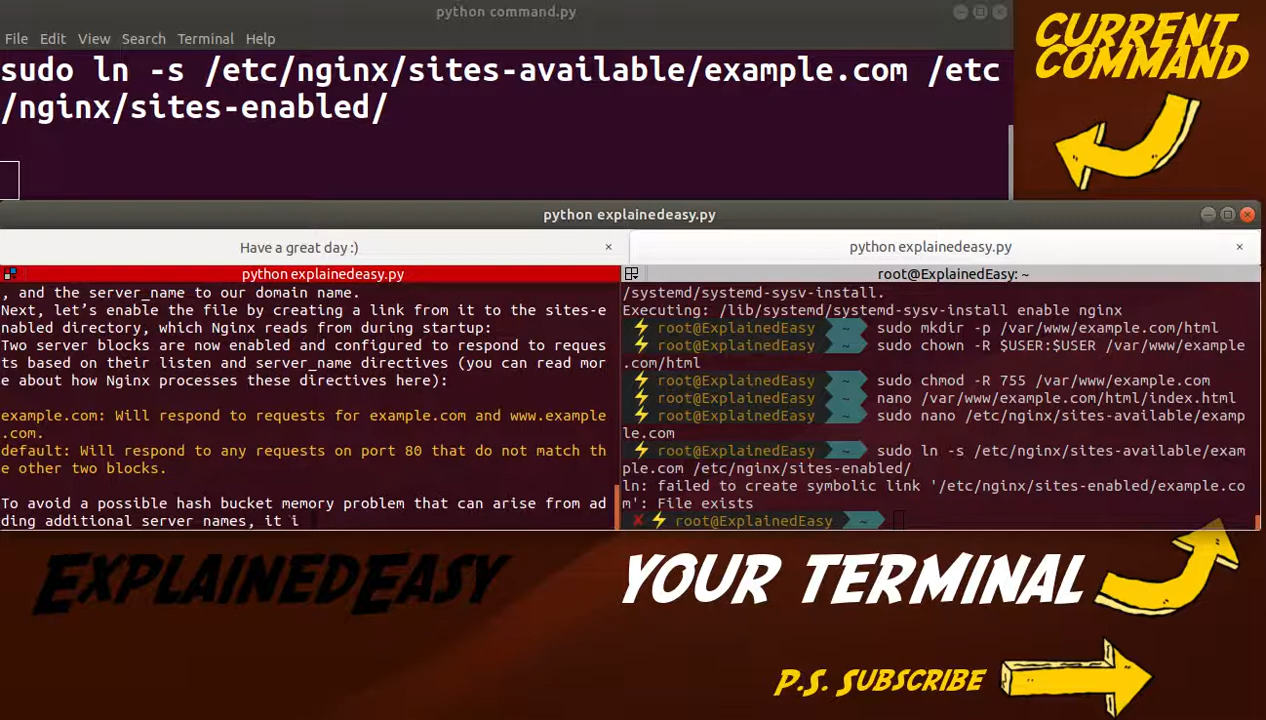 python command.py
File Edit View Search Terminal Help
sudo ln -s /etc/nginx/sites-available/example.com /etc
/nginx/sites-enabled/
CURRENT
COMMAND
python explainedeasy.py
Have a great day :) ×
python explainedeasy.py ×
python explainedeasy.py
, and the server_name to our domain name.
Next, let’s enable the file by creating a link from it to the sites-e
nabled directory, which Nginx reads from during startup:
Two server blocks are now enabled and configured to respond to reques
ts based on their listen and server_name directives (you can read mor
e about how Nginx processes these directives here):
example.com: Will respond to requests for example.com and www.example
.com.
default: Will respond to any requests on port 80 that do not match th
e other two blocks.
To avoid a possible hash bucket memory problem that can arise from ad
ding additional server names, it i
root@ExplainedEasy: ~
/systemd/systemd-sysv-install.
Executing: /lib/systemd/systemd-sysv-install enable nginx
⚡ root@ExplainedEasy ~ sudo mkdir -p /var/www/example.com/html
⚡ root@ExplainedEasy ~ sudo chown -R $USER:$USER /var/www/example
.com/html
⚡ root@ExplainedEasy ~ sudo chmod -R 755 /var/www/example.com
⚡ root@ExplainedEasy ~ nano /var/www/example.com/html/index.html
⚡ root@ExplainedEasy ~ sudo nano /etc/nginx/sites-available/examp
le.com
⚡ root@ExplainedEasy ~ sudo ln -s /etc/nginx/sites-available/exam
ple.com /etc/nginx/sites-enabled/
ln: failed to create symbolic link '/etc/nginx/sites-enabled/example.co
m': File exists
✘ ⚡ root@ExplainedEasy ~
EXPLAINEDEASY
YOUR TERMINAL
P.S. SUBSCRIBE